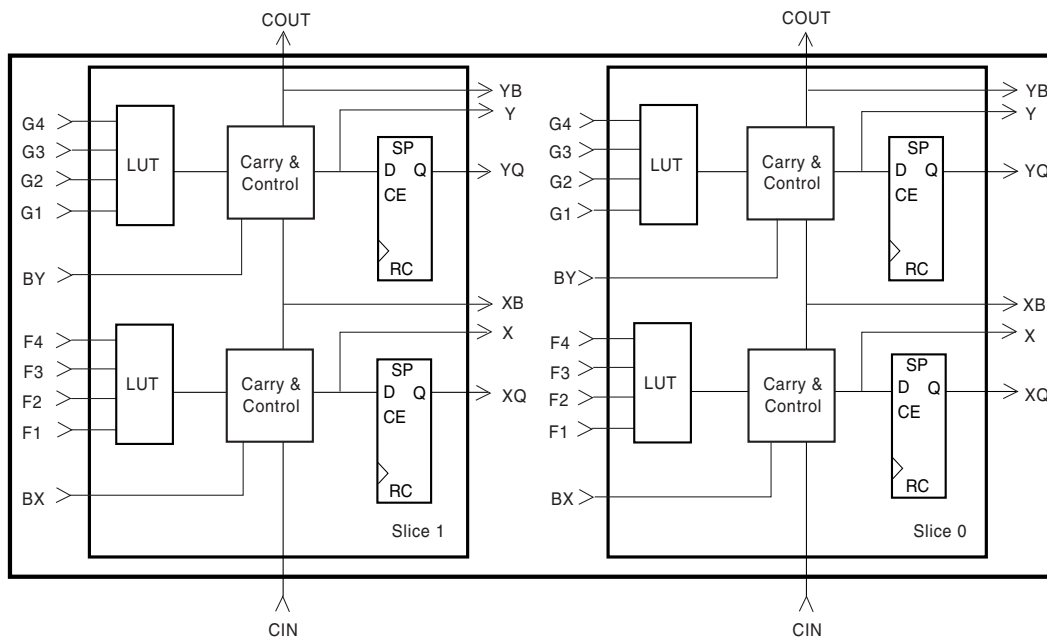 COUT
YB
Y
G4
G3
G2
G1
LUT
Carry &
Control
SP
D Q
CE
RC
YQ
BY
XB
X
F4
F3
F2
F1
LUT
Carry &
Control
SP
D Q
CE
RC
XQ
BX
Slice 1
CIN
COUT
YB
Y
G4
G3
G2
G1
LUT
Carry &
Control
SP
D Q
CE
RC
YQ
BY
XB
X
F4
F3
F2
F1
LUT
Carry &
Control
SP
D Q
CE
RC
XQ
BX
Slice 0
CIN